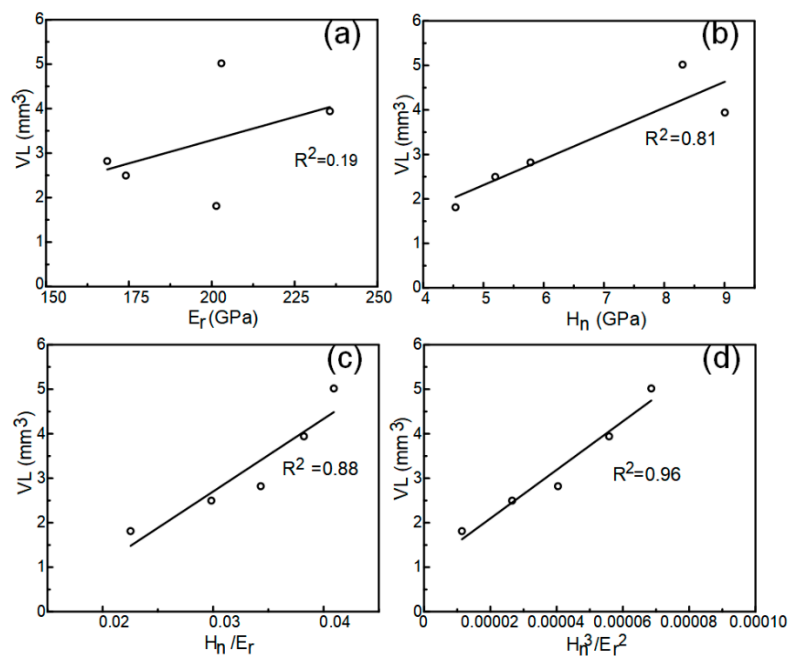 (a)
6
5
4
3
2
1
0
VL (mm³)
R²=0.19
150 175 200 225 250
Eᵣ(GPa)
(b)
6
5
4
3
2
1
0
VL (mm³)
R²=0.81
4 5 6 7 8 9 10
Hₙ (GPa)
(c)
6
5
4
3
2
1
0
VL (mm³)
R² =0.88
0.02 0.03 0.04
Hₙ/Eᵣ
(d)
6
5
4
3
2
1
0
VL (mm³)
R²=0.96
0 0.00002 0.00004 0.00006 0.00008 0.00010
Hₙ³/Eᵣ²